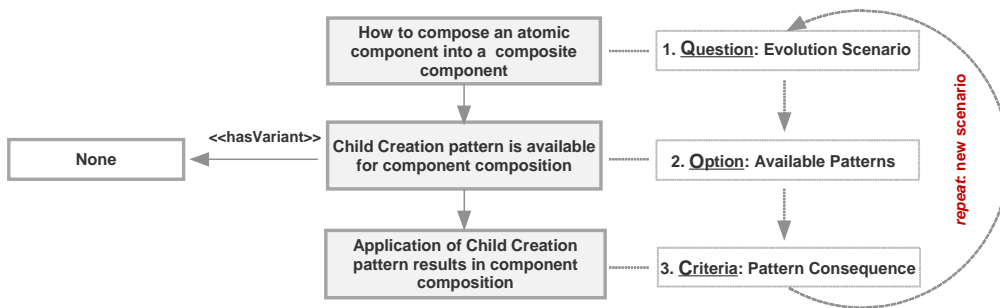 How to compose an atomic
component into a composite
component
1. Question: Evolution Scenario
<<hasVariant>>
None
Child Creation pattern is available
for component composition
2. Option: Available Patterns
repeat: new scenario
Application of Child Creation
pattern results in component
composition
3. Criteria: Pattern Consequence